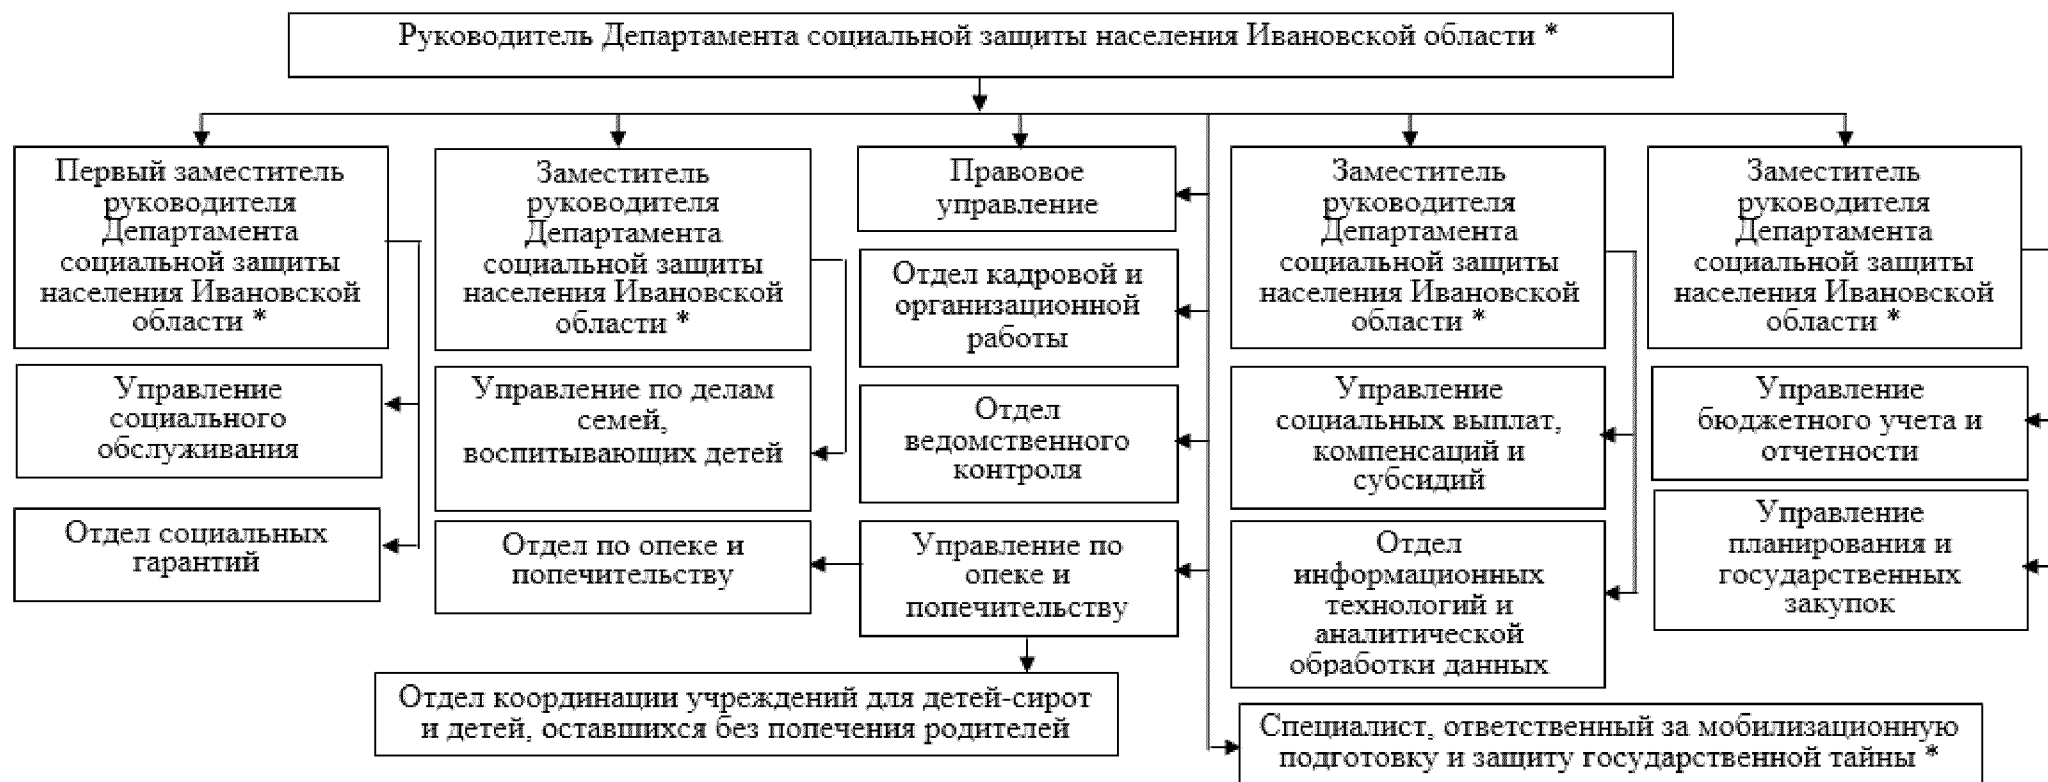 Руководитель Департамента социальной защиты населения Ивановской области *
Первый заместитель
руководителя
Департамента
социальной защиты
населения Ивановской
области *
Заместитель
руководителя
Департамента
социальной защиты
населения Ивановской
области *
Правовое
управление
Заместитель
руководителя
Департамента
социальной защиты
населения Ивановской
области *
Заместитель
руководителя
Департамента
социальной защиты
населения Ивановской
области *
Отдел кадровой и
организационной
работы
Управление
социального
обслуживания
Управление по делам
семей,
воспитывающих детей
Отдел
ведомственного
контроля
Управление
социальных выплат,
компенсаций и
субсидий
Управление
бюджетного учета и
отчетности
Отдел социальных
гарантий
Отдел по опеке и
попечительству
Управление по
опеке и
попечительству
Отдел
информационных
технологий и
аналитической
обработки данных
Управление
планирования и
государственных
закупок
Отдел координации учреждений для детей-сирот
и детей, оставшихся без попечения родителей
Специалист, ответственный за мобилизационную
подготовку и защиту государственной тайны *